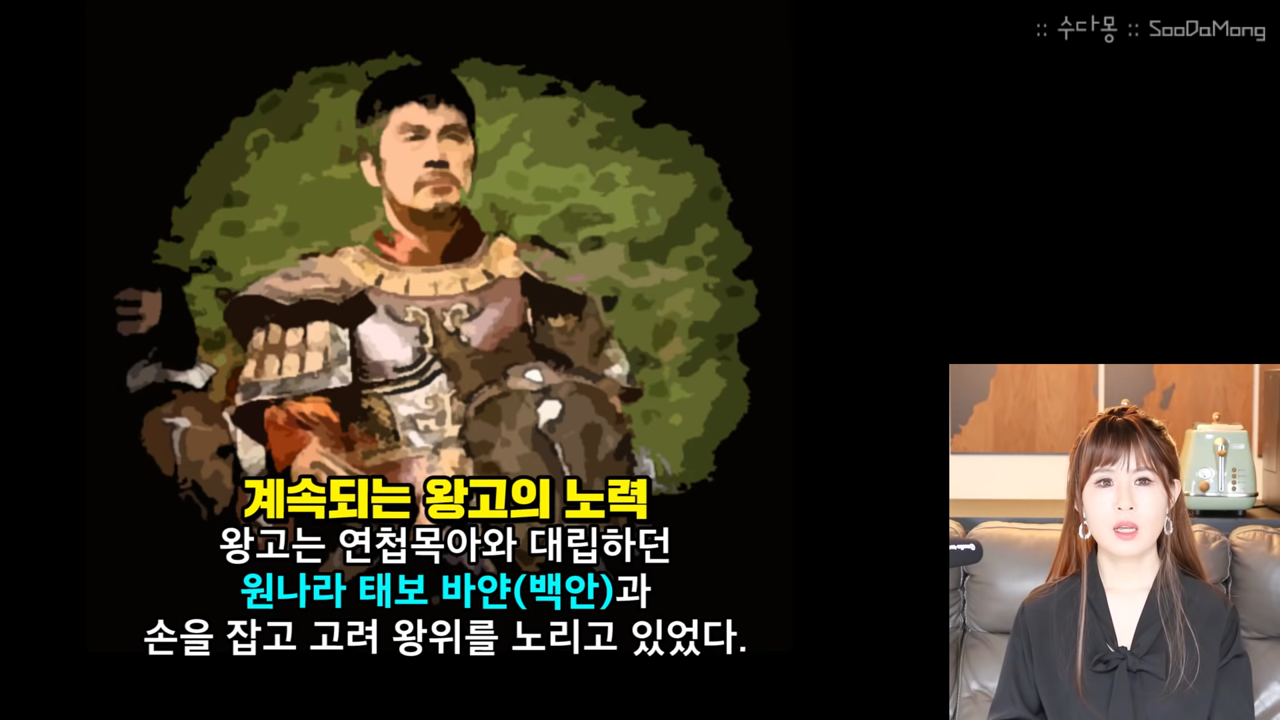 :: 수다몽 :: SooDaMong
계속되는 왕고의 노력
왕고는 연첩목아와 대립하던
원나라 태보 바얀(백안)과
손을 잡고 고려 왕위를 노리고 있었다.